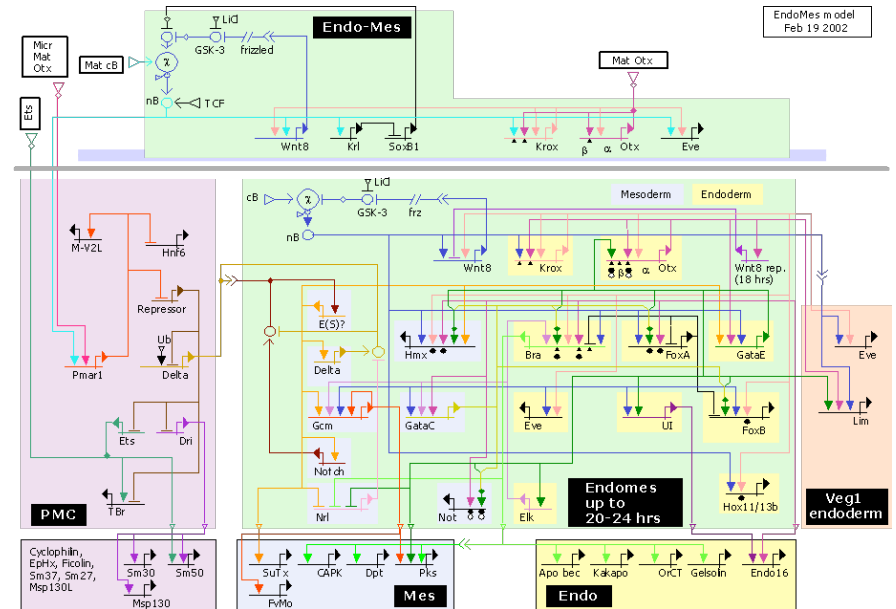 EndoMes model
Feb 19 2002
Endo-Mes
LiCl
GSK-3
frizzled
Micr
Mat
Otx
Mat cB
χ
Mat Otx
Ets
nB
TCF
Wnt8
Krl
SoxB1
Krox
β
α
Otx
Eve
cB
χ
LiCl
GSK-3
frz
nB
Mesoderm
Endoderm
M-V2L
Hnf6
Wnt8
Krox
β
α
Otx
Wnt8 rep.
(18 hrs)
Repressor
E(S)?
Ub
Pmar1
Delta
Delta
Hmx
Bra
FoxA
GataE
Eve
Ets
Dri
Gcm
GataC
Eve
UI
FoxB
Lim
Notch
TBr
Nrl
Not
Elk
Hox11/13b
PMC
Endomes
up to
20-24 hrs
Veg1
endoderm
Cyclophilin,
EpHx, Ficolin,
Sm37, Sm27,
Msp130L
Sm30
Sm50
Msp130
SuTx
CAPK
Dpt
Pks
FvMo
Mes
Apo bec
Kakapo
OrCT
Gelsolin
Endo16
Endo